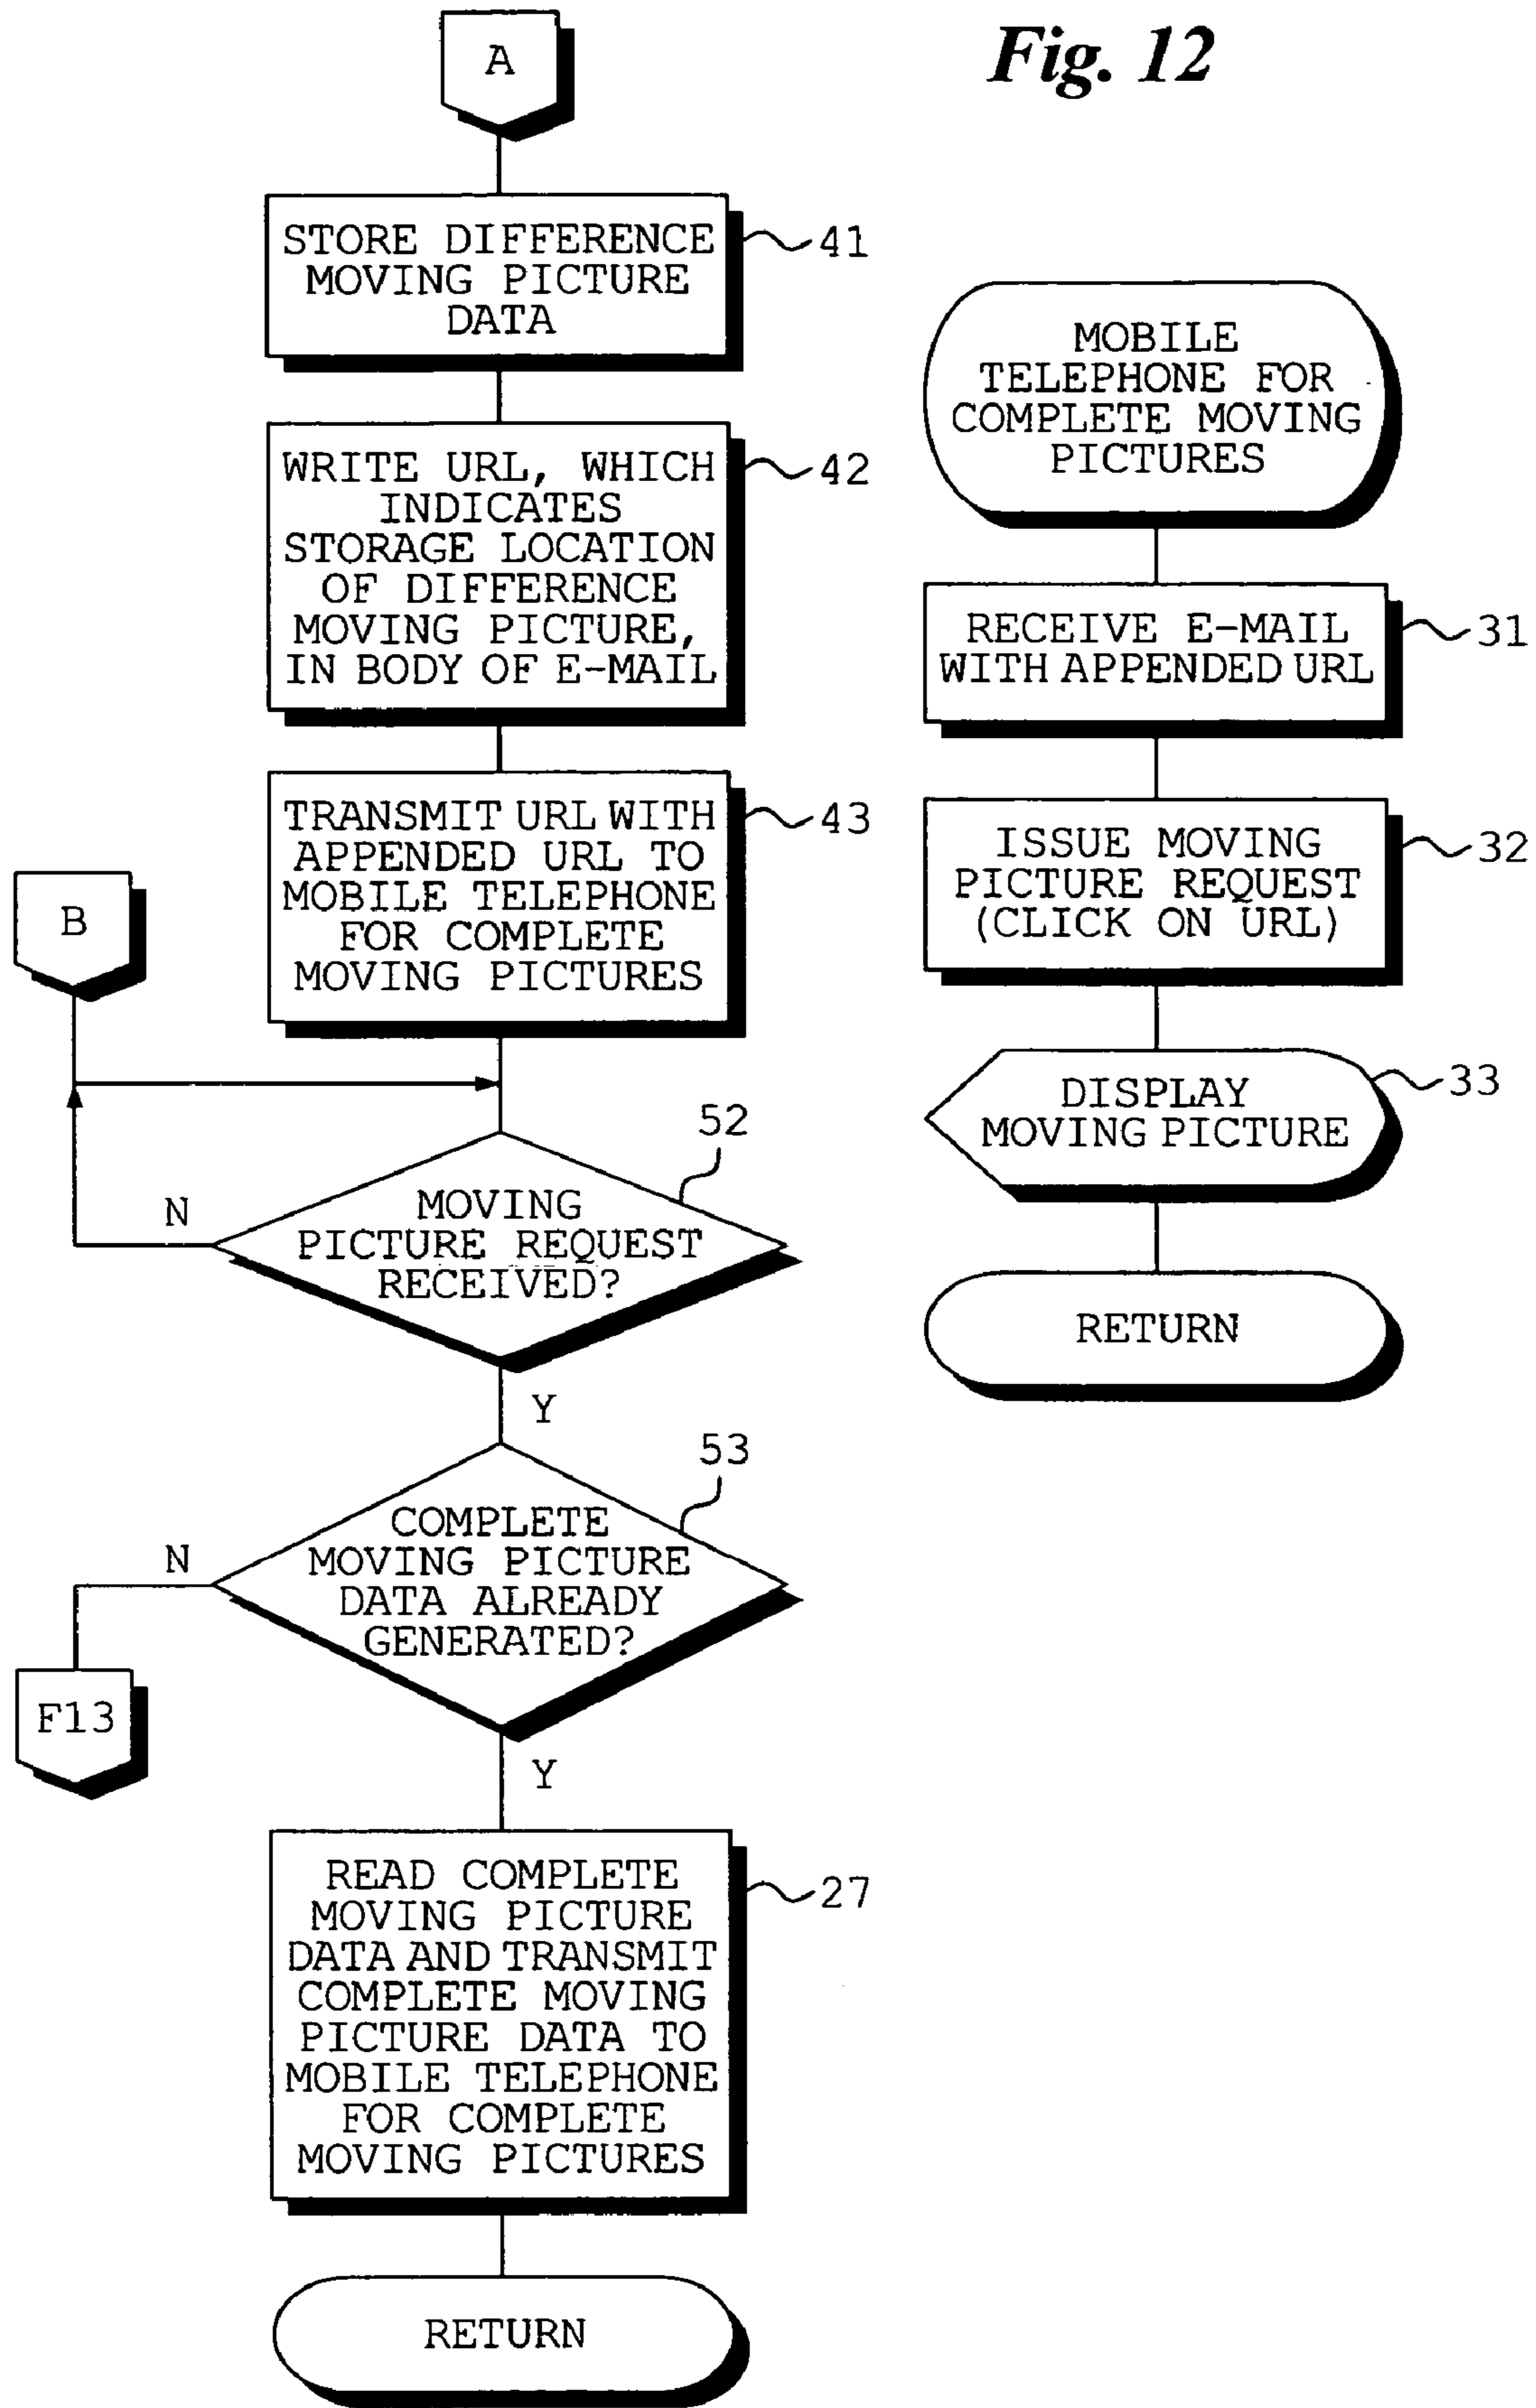 Fig. 12
A
STORE DIFFERENCE
MOVING PICTURE
DATA
41
WRITE URL, WHICH
INDICATES
STORAGE LOCATION
OF DIFFERENCE
MOVING PICTURE,
IN BODY OF E-MAIL
42
TRANSMIT URL WITH
APPENDED URL TO
MOBILE TELEPHONE
FOR COMPLETE
MOVING PICTURES
43
B
52
MOVING
PICTURE REQUEST
RECEIVED?
N
Y
53
COMPLETE
MOVING PICTURE
DATA ALREADY
GENERATED?
N
F13
Y
READ COMPLETE
MOVING PICTURE
DATA AND TRANSMIT
COMPLETE MOVING
PICTURE DATA TO
MOBILE TELEPHONE
FOR COMPLETE
MOVING PICTURES
27
RETURN
MOBILE
TELEPHONE FOR
COMPLETE MOVING
PICTURES
RECEIVE E-MAIL
WITH APPENDED URL
31
ISSUE MOVING
PICTURE REQUEST
(CLICK ON URL)
32
DISPLAY
MOVING PICTURE
33
RETURN